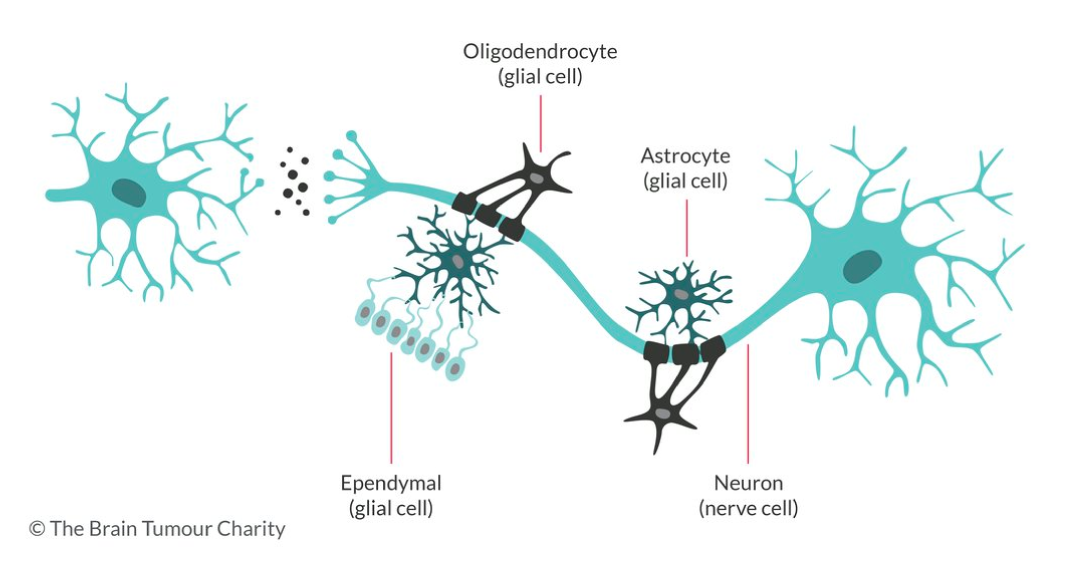 Oligodendrocyte
(glial cell)
Astrocyte
(glial cell)
Ependymal
(glial cell)
Neuron
(nerve cell)
© The Brain Tumour Charity